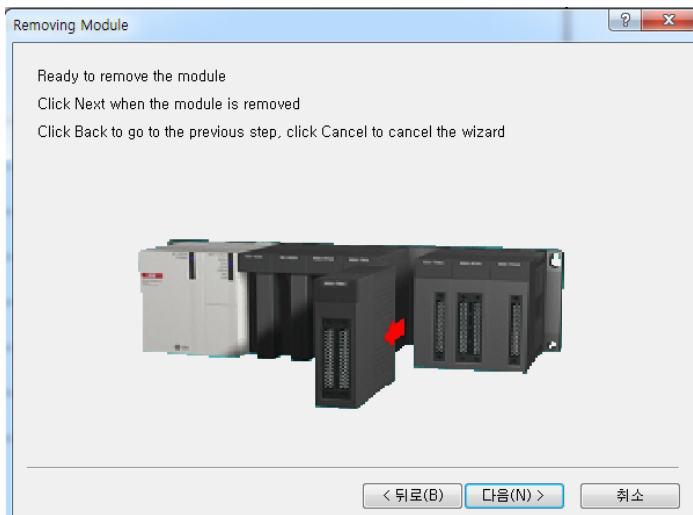 Removing Module
Ready to remove the module
Click Next when the module is removed
Click Back to go to the previous step, click Cancel to cancel the wizard
< 뒤로(B) 다음(N) > 취소